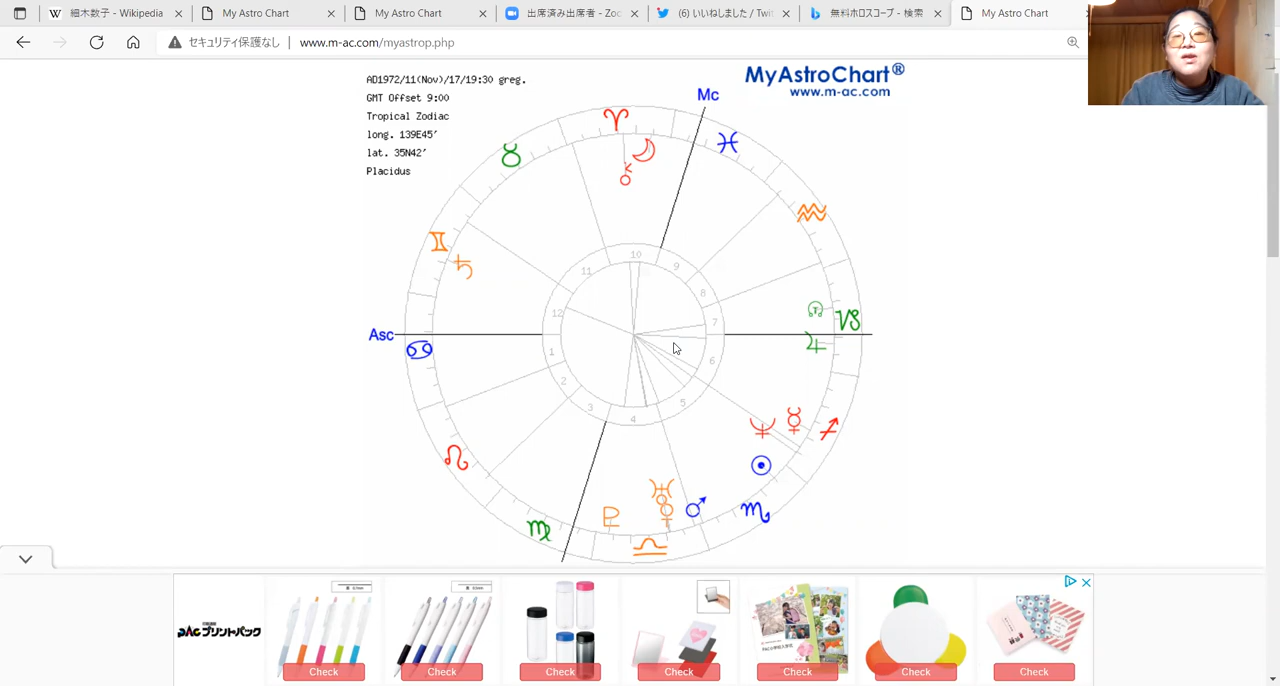 細木数子 - Wikipedia
My Astro Chart
My Astro Chart
出席済み出席者 - Zoo
(6) いいねしました / Twit
無料ホロスコープ - 検索
My Astro Chart
セキュリティ保護なし
www.m-ac.com/myastrop.php
AD1972/11(Nov)/17/19:30 greg.
GMT Offset 9:00
Tropical Zodiac
long. 139E45'
lat. 35N42'
Placidus
MyAstroChart®
www.m-ac.com
Mc
Asc
10
9
11
8
12
7
1
6
2
5
3
4
プリントパック
Check
Check
Check
Check
Check
Check
Check